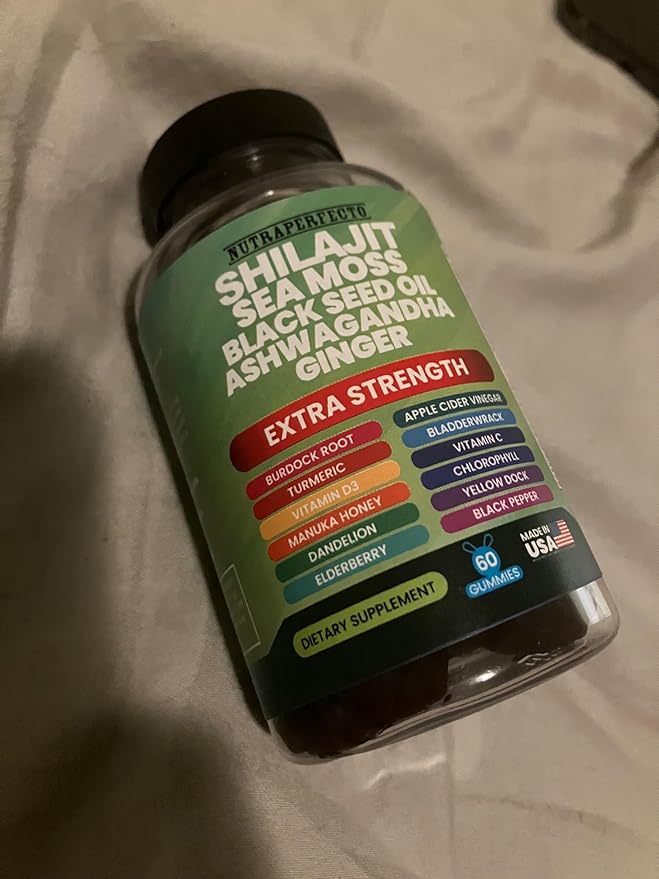 NUTRAPERFECTO
SHILAJIT
SEA MOSS
BLACK SEED OIL
ASHWAGANDHA
GINGER
EXTRA STRENGTH
BURDOCK ROOT
TURMERIC
VITAMIN D3
MANUKA HONEY
DANDELION
ELDERBERRY
APPLE CIDER VINEGAR
BLADDERWRACK
VITAMIN C
CHLOROPHYLL
YELLOW DOCK
BLACK PEPPER
DIETARY SUPPLEMENT
60
GUMMIES
MADE IN
USA